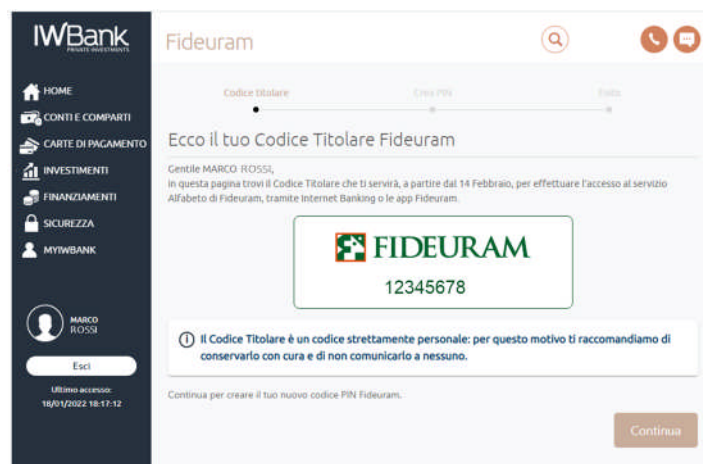 IWBank
PRIVATE INVESTMENTS
Fideuram
HOME
CONTI E COMPARTI
CARTE DI PAGAMENTO
INVESTIMENTI
FINANZIAMENTI
SICUREZZA
MYIWBANK
MARCO
ROSSI
Esci
Ultimo accesso:
18/01/2022 18:17:12
Codice titolare
Crea PIN
Esito
Ecco il tuo Codice Titolare Fideuram
Gentile MARCO ROSSI,
in questa pagina trovi il Codice Titolare che ti servirà, a partire dal 14 Febbraio, per effettuare l'accesso al servizio
Alfabeto di Fideuram, tramite Internet Banking o le app Fideuram.
FIDEURAM
12345678
Il Codice Titolare è un codice strettamente personale: per questo motivo ti raccomandiamo di
conservarlo con cura e di non comunicarlo a nessuno.
Continua per creare il tuo nuovo codice PIN Fideuram.
Continua